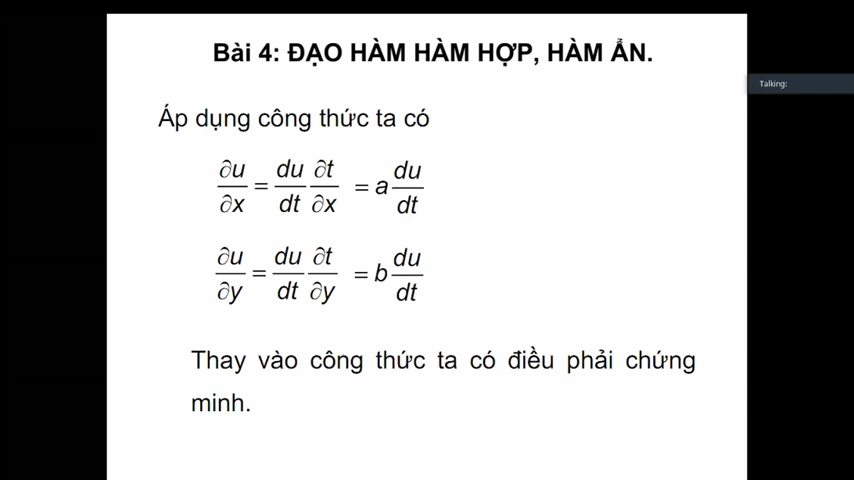 Bài 4: ĐẠO HÀM HÀM HỢP, HÀM ẨN.
Talking:
Áp dụng công thức ta có
∂u/∂x = du/dt ∂t/∂x = a du/dt
∂u/∂y = du/dt ∂t/∂y = b du/dt
Thay vào công thức ta có điều phải chứng
minh.